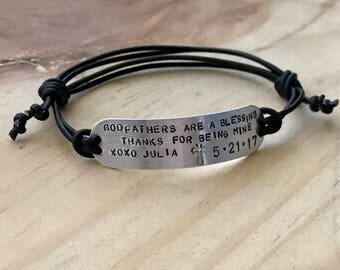 GODFATHERS ARE A BLESSING
THANKS FOR BEING MINE
XOXO JULIA 5·21·17